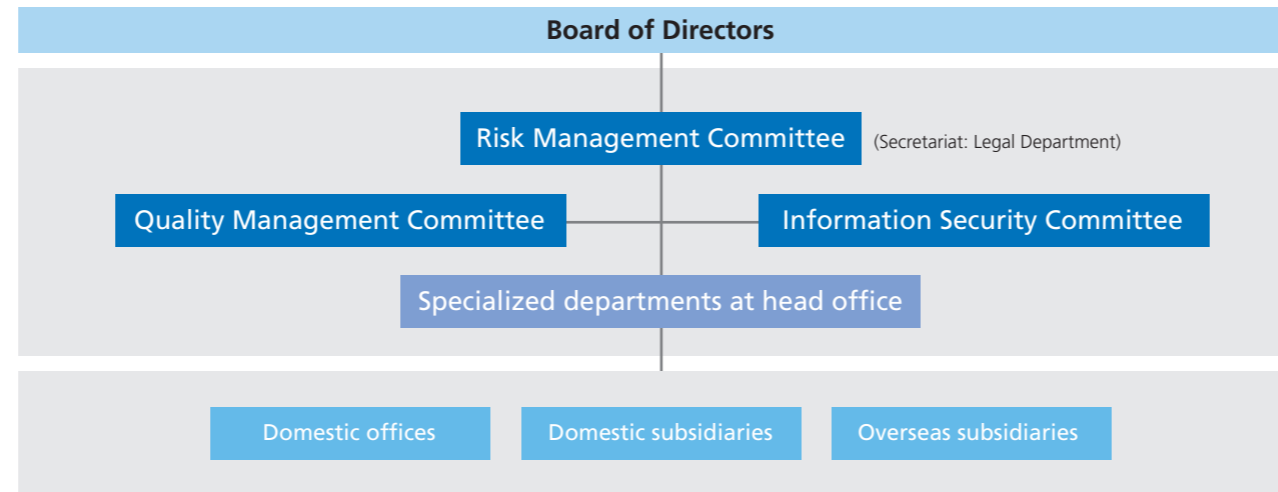 Board of Directors
Risk Management Committee
(Secretariat: Legal Department)
Quality Management Committee
Information Security Committee
Specialized departments at head office
Domestic offices
Domestic subsidiaries
Overseas subsidiaries